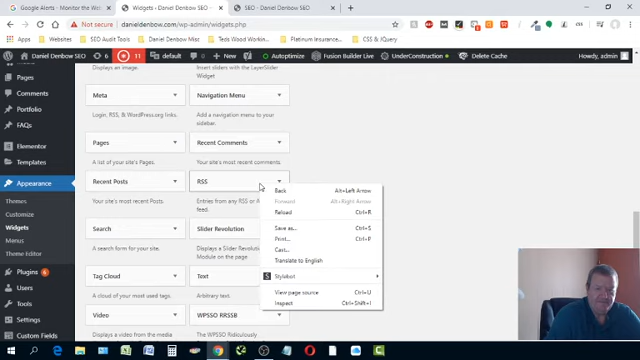 Google Alerts - Monitor the W
Widgets - Daniel Denbow SEO
SEO - Daniel Denbow SEO
Not secure
danieldenbow.com/wp-admin/widgets.php
Apps
Websites
SEO Audit Tools
Daniel Denbow Misc
Platinum Insurance...
CSS & JQuery
Daniel Denbow SEO
6
11
default
0
New
Autoptimize
UnderConstruction
Delete Cache
Howdy, admin
Pages
Comments
Portfolio
FAQs
Elementor
Templates
Appearance
Themes
Customize
Widgets
Menus
Theme Editor
Plugins 6
Users
Tools
Settings
Custom Fields
Displays an image.
Insert sliders with the LayerSlider
Widget
Meta
Navigation Menu
Login, RSS, & WordPress.org links.
Add a navigation menu to your
sidebar.
Pages
Recent Comments
A list of your site's Pages.
Your site's most recent comments.
Recent Posts
RSS
Your site's most recent Posts.
Entries from any RSS or A
feed.
Search
Slider Revolution
A search form for your site.
Displays a Slider Revolution
Module on the page
Tag Cloud
Text
A cloud of your most used tags.
Arbitrary text.
Video
WPSSO RRSSB
Displays a video from the media
The WPSSO Ridiculously
Back Alt+Left Arrow
Forward Alt+Right Arrow
Reload Ctrl+R
Save as... Ctrl+S
Print... Ctrl+P
Cast...
Translate to English
Stylebot
View page source Ctrl+U
Inspect Ctrl+Shift+I